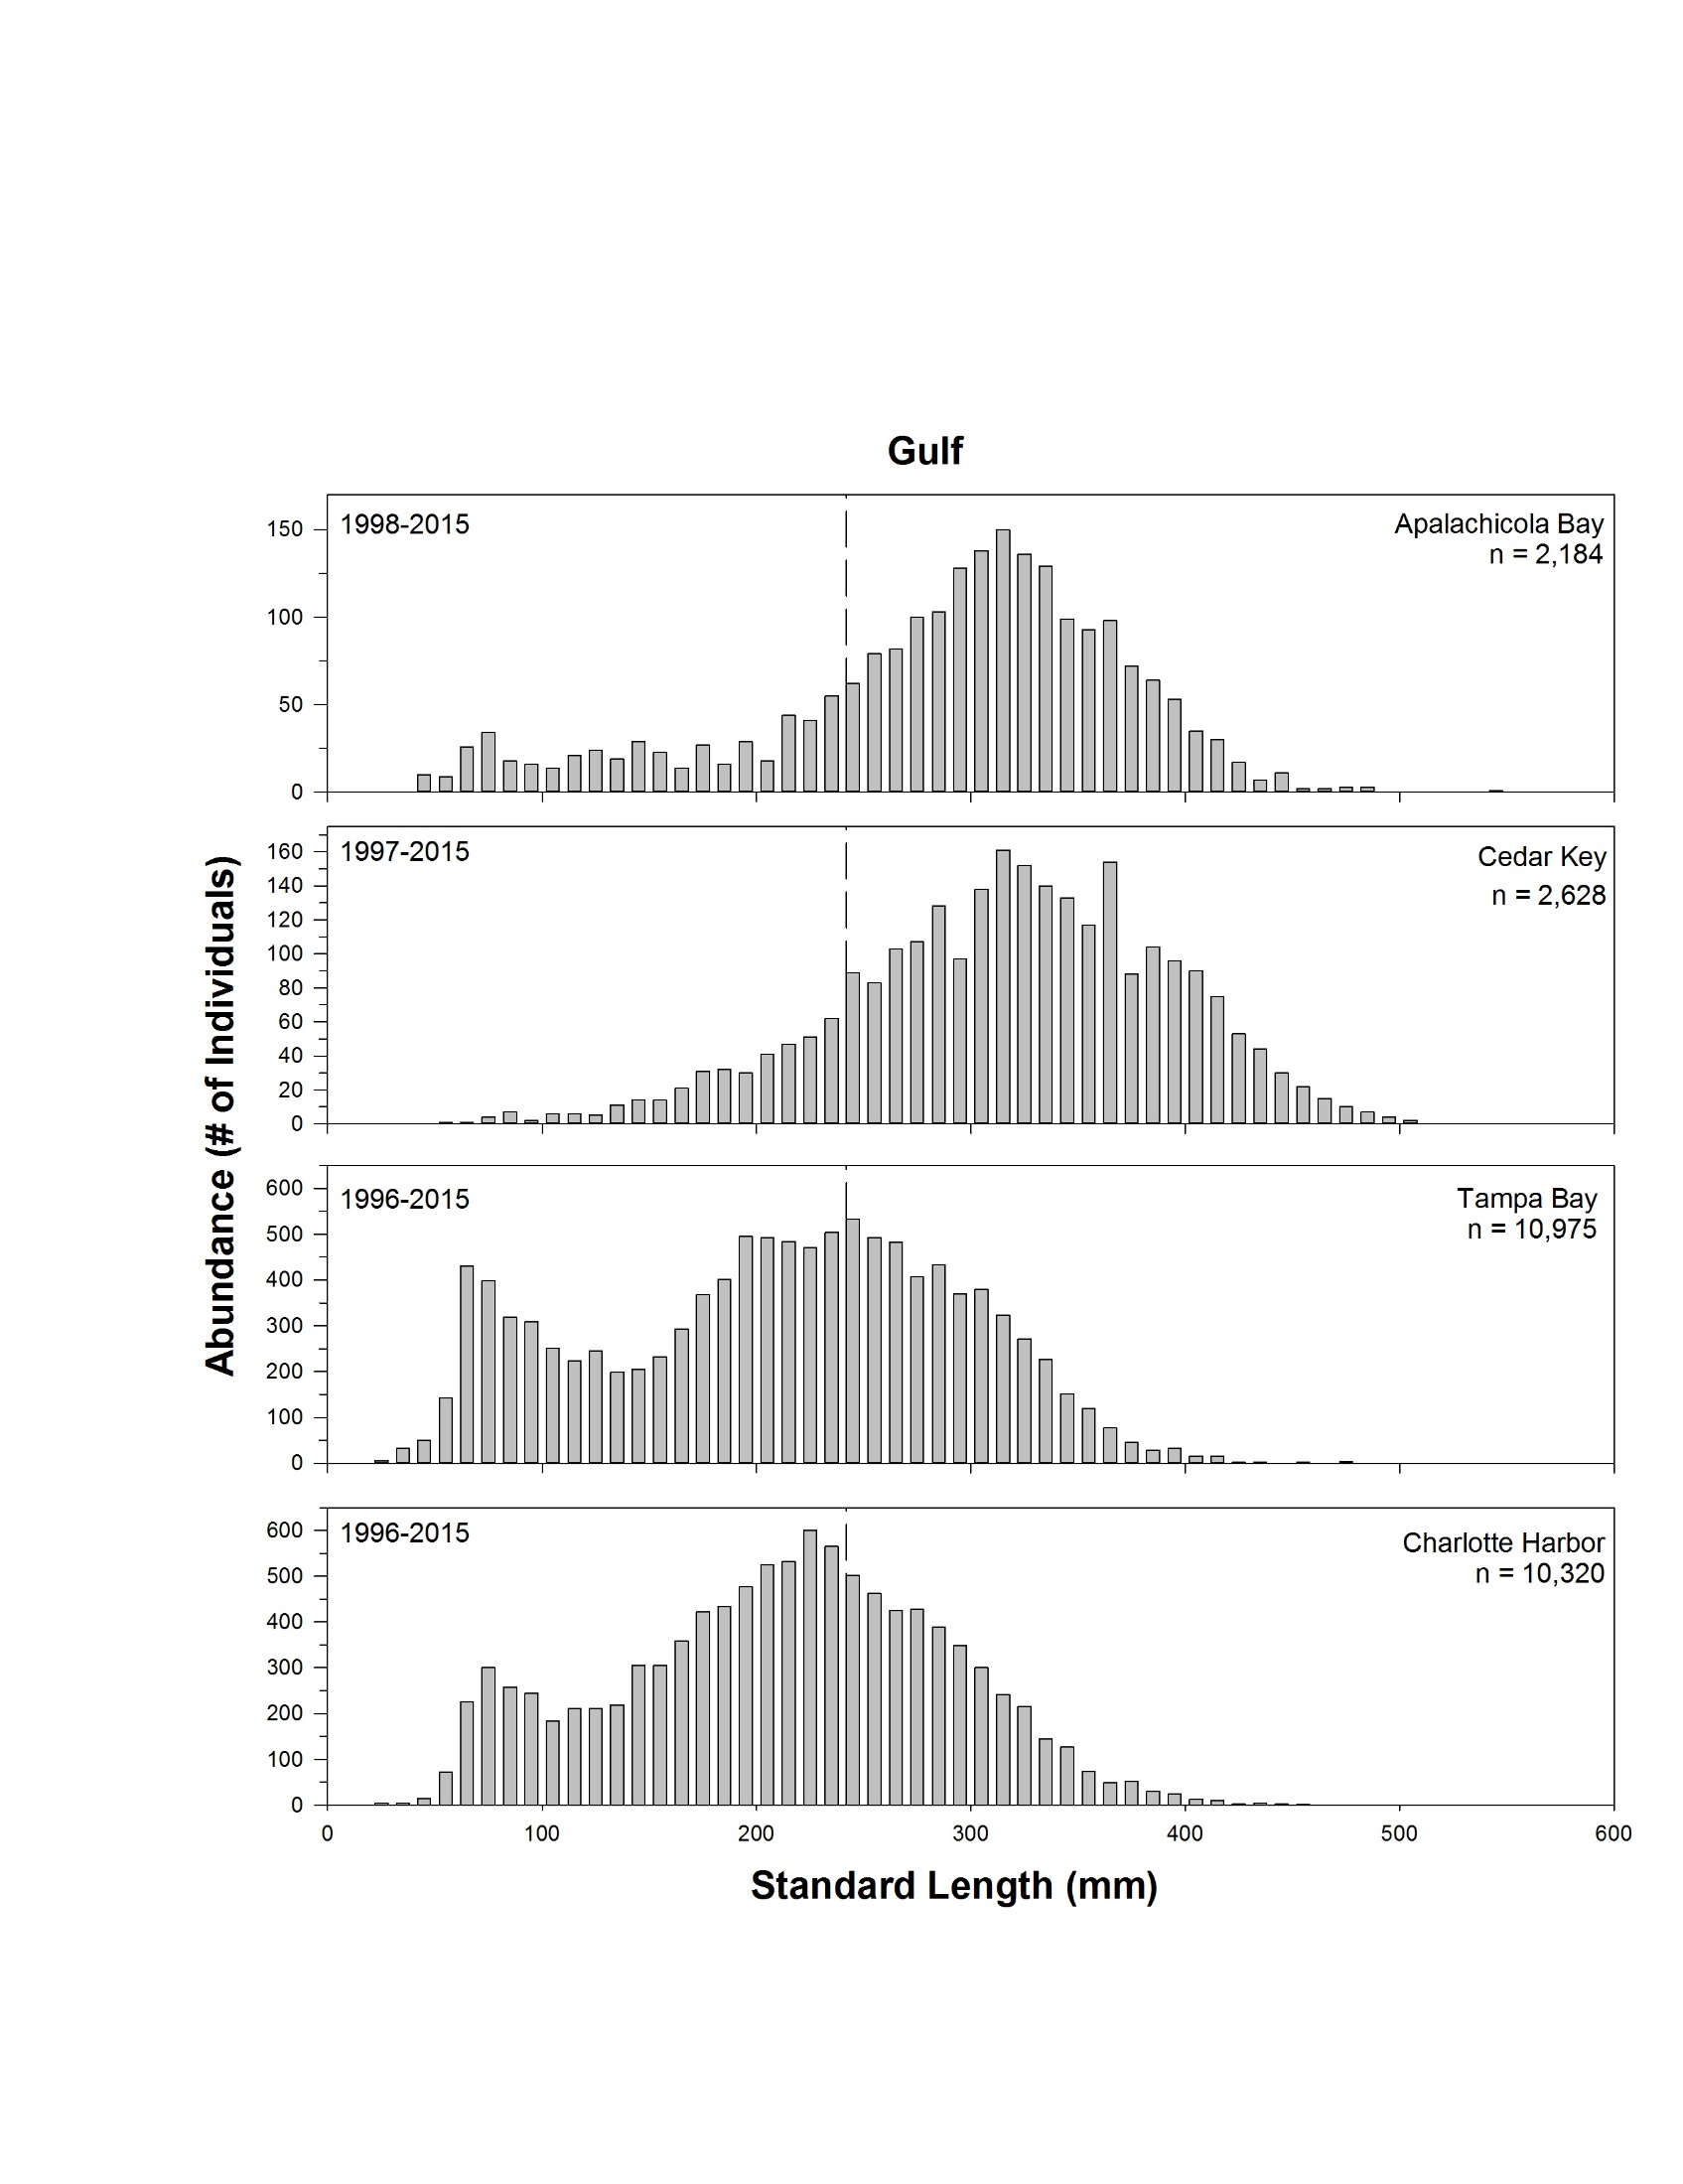 Gulf
1998-2015
Apalachicola Bay
n = 2,184
150
100
50
0
1997-2015
Cedar Key
n = 2,628
160
140
120
100
80
60
40
20
0
1996-2015
Tampa Bay
n = 10,975
600
500
400
300
200
100
0
1996-2015
Charlotte Harbor
n = 10,320
600
500
400
300
200
100
0
0 100 200 300 400 500 600
Standard Length (mm)
Abundance (# of Individuals)